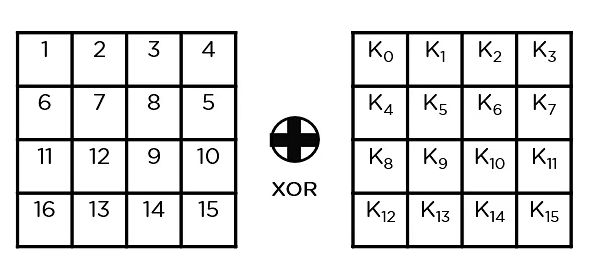 1 2 3 4 K₀ K₁ K₂ K₃
6 7 8 5 K₄ K₅ K₆ K₇
11 12 9 10 K₈ K₉ K₁₀ K₁₁
XOR
16 13 14 15 K₁₂ K₁₃ K₁₄ K₁₅